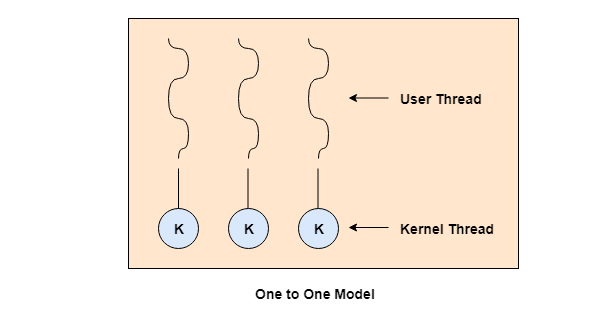 User Thread
K K K
Kernel Thread
One to One Model